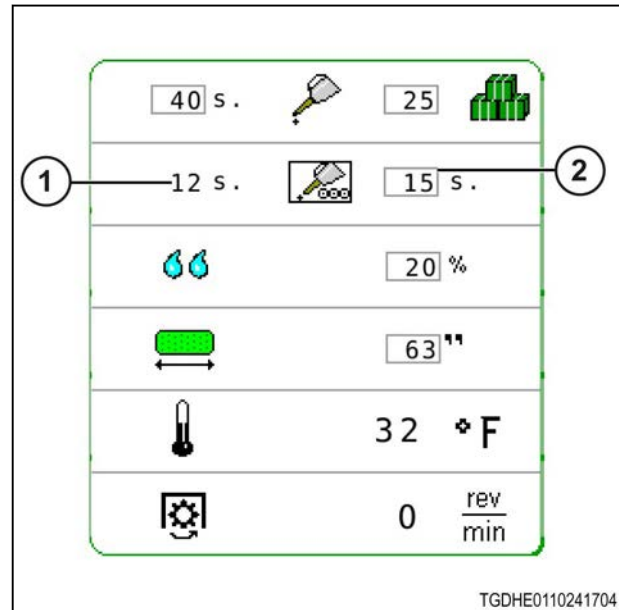 40 s. 25
1 12 s. 15 s. 2
20 %
63 "
32 °F
0 rev/min
TGDHE0110241704